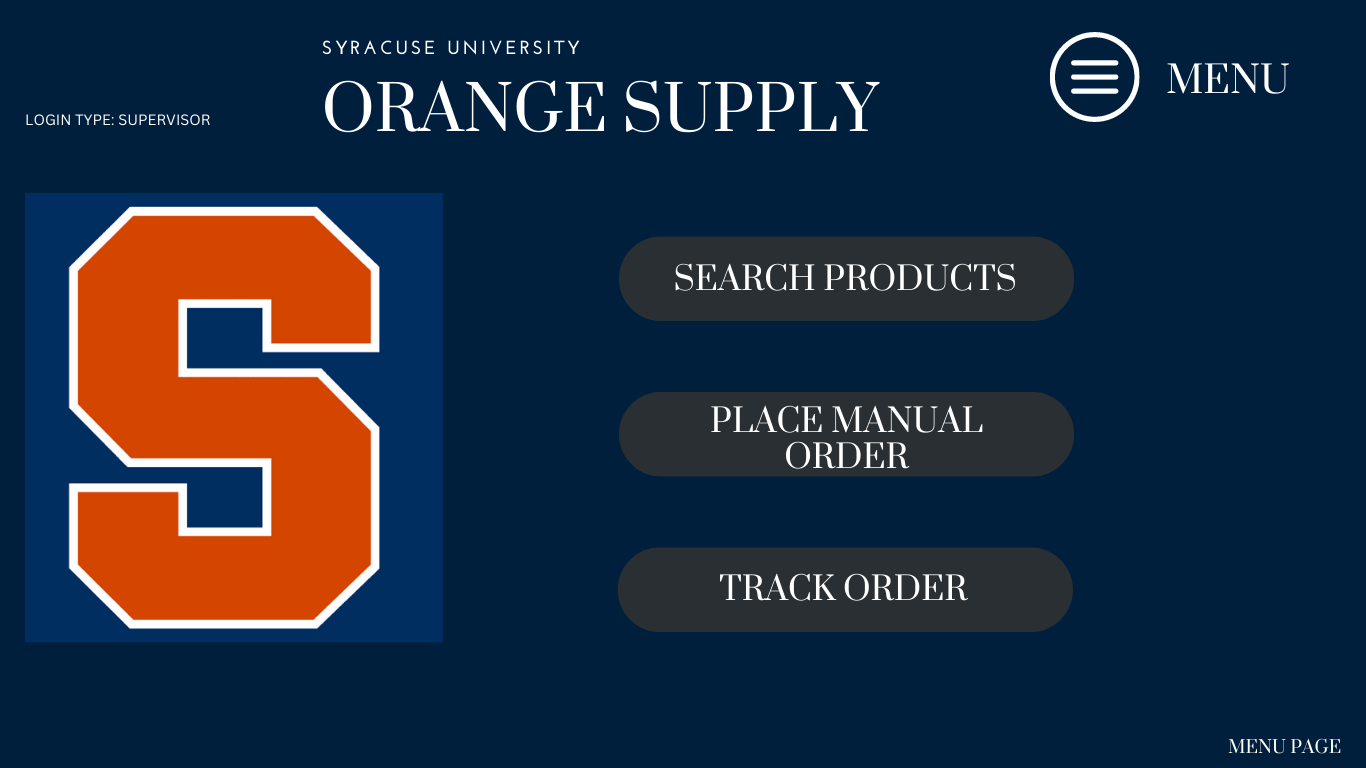 SYRACUSE UNIVERSITY
ORANGE SUPPLY
MENU
LOGIN TYPE: SUPERVISOR
S
SEARCH PRODUCTS
PLACE MANUAL
ORDER
TRACK ORDER
MENU PAGE